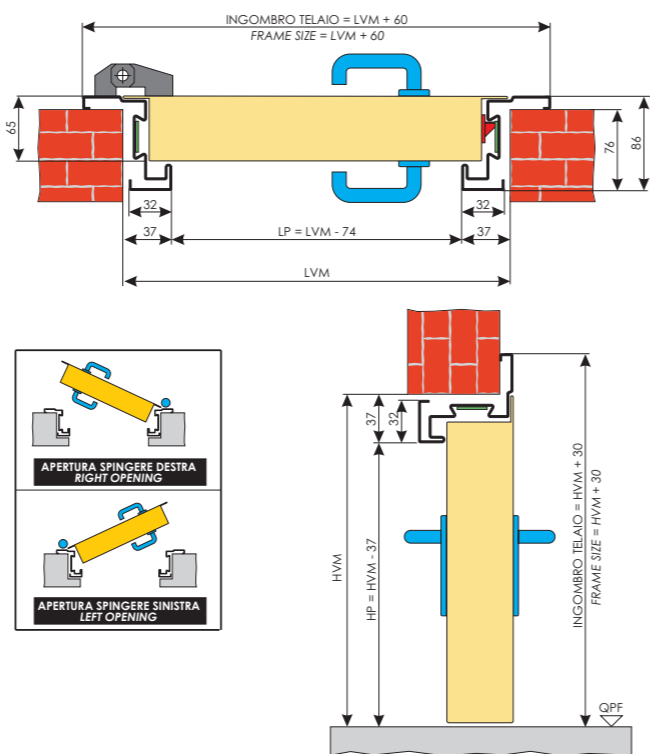 INGOMBRO TELAIO = LVM + 60
FRAME SIZE = LVM + 60
65
76
86
32
32
37
LP = LVM - 74
37
LVM
APERTURA SPINGERE DESTRA
RIGHT OPENING
APERTURA SPINGERE SINISTRA
LEFT OPENING
37
32
HVM
HP = HVM - 37
INGOMBRO TELAIO = HVM + 30
FRAME SIZE = HVM + 30
QPF